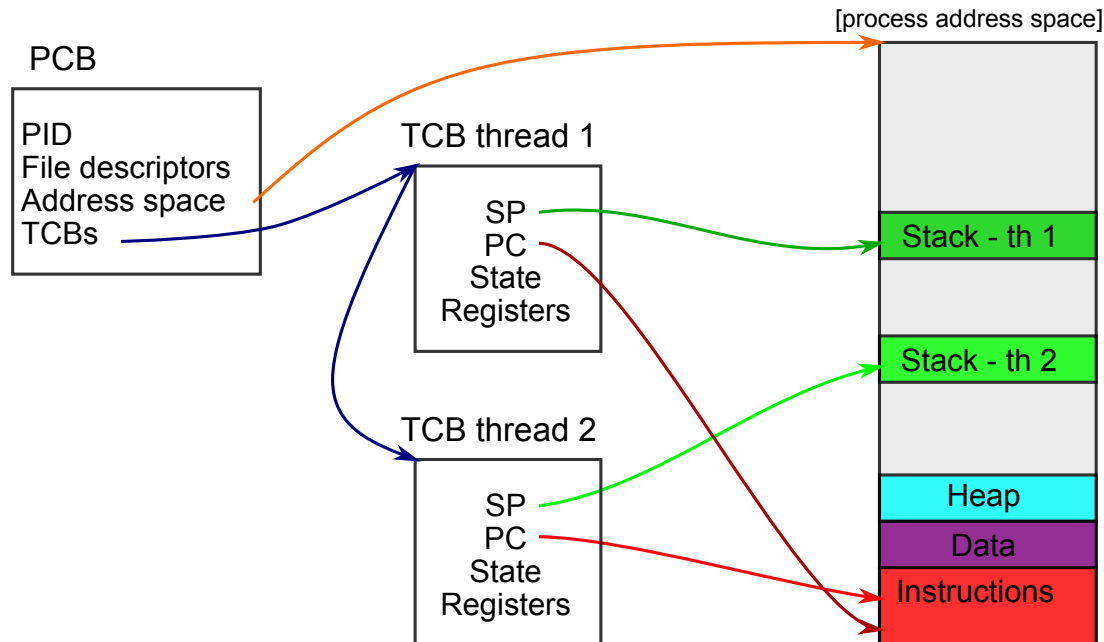 [process address space]
PCB
PID
File descriptors
Address space
TCBs
TCB thread 1
SP
PC
State
Registers
TCB thread 2
SP
PC
State
Registers
Stack - th 1
Stack - th 2
Heap
Data
Instructions